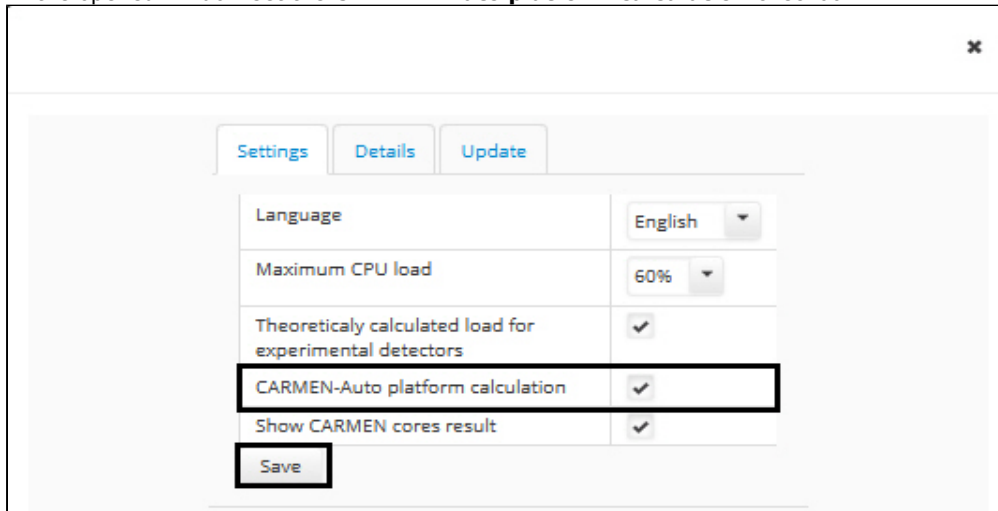 Settings Details Update
Language English
Maximum CPU load 60%
Theoreticaly calculated load for
experimental detectors
CARMEN-Auto platform calculation
Show CARMEN cores result
Save